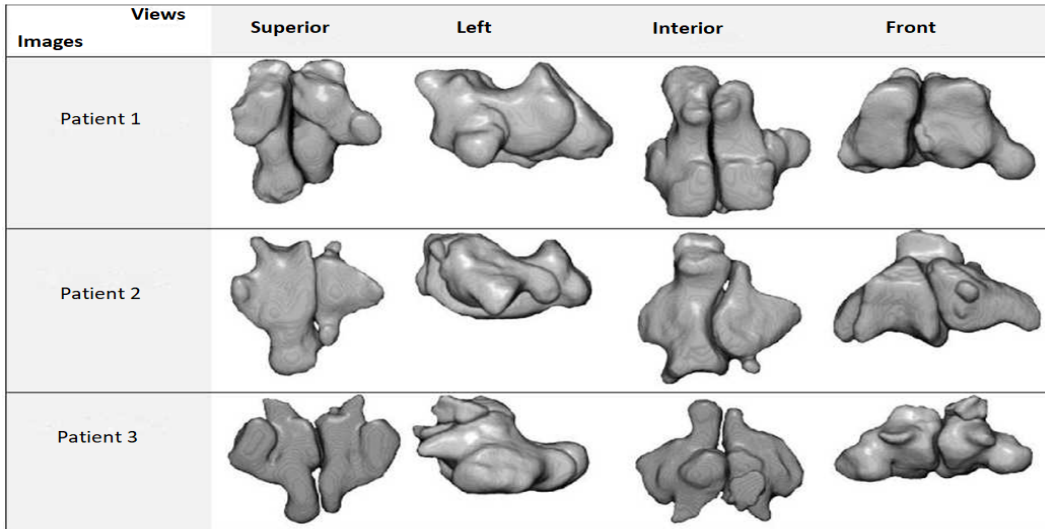 Views
Images
Superior Left Interior Front
Patient 1
Patient 2
Patient 3